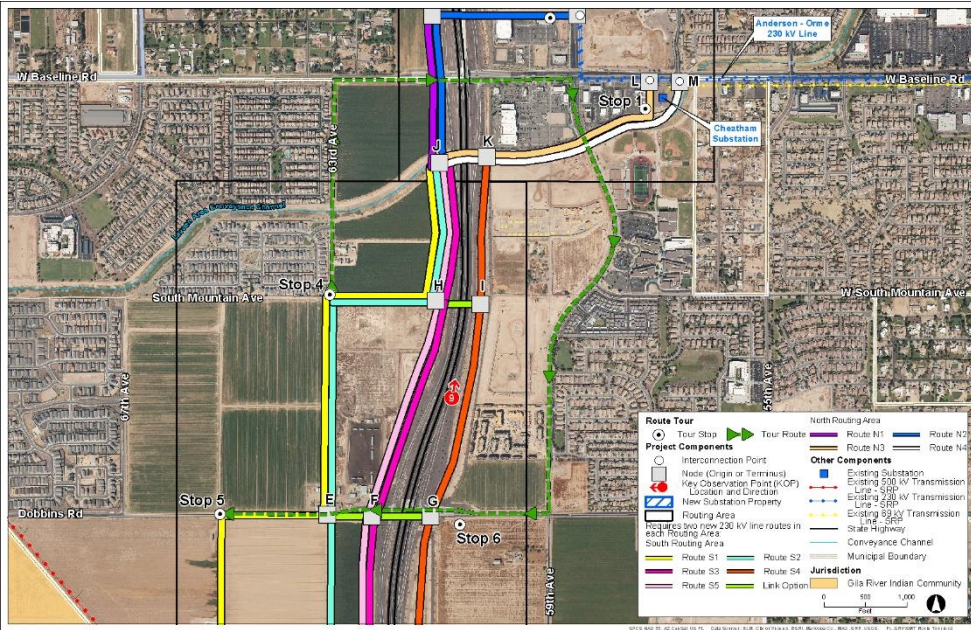 Anderson - Orme
230 kV Line
W Baseline Rd
W Baseline Rd
L
M
Stop 1
Cheatham
Substation
J
K
63rd Ave
Stop 4
South Mountain Ave
H
I
W South Mountain Ave
9
67th Ave
55th Ave
Stop 5
Dobbins Rd
E
F
G
Stop 6
59th Ave
Route Tour
Tour Stop
Tour Route
Project Components
Interconnection Point
Node (Origin or Terminus)
Key Observation Point (KOP)
Location and Direction
New Substation Property
Routing Area
Requires two new 230 kV line routes in
each Routing Area:
South Routing Area
Route S1
Route S2
Route S3
Route S4
Route S5
Link Option
North Routing Area
Route N1
Route N2
Route N3
Route N4
Other Components
Existing Substation
Existing 500 kV Transmission
Line - SRP
Existing 230 kV Transmission
Line - SRP
Existing 69 kV Transmission
Line - SRP
State Highway
Conveyance Channel
Municipal Boundary
Jurisdiction
Gila River Indian Community
0 500 1,000
Feet